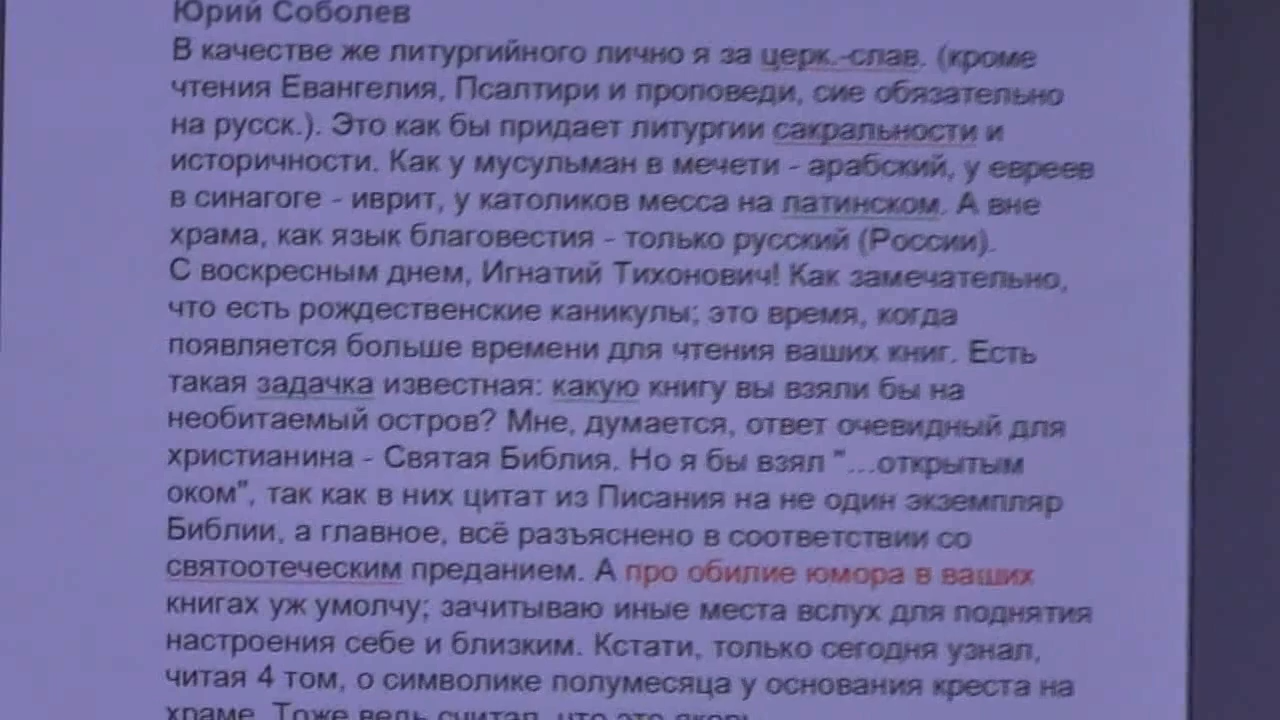 Юрий Соболев
В качестве же литургийного лично я за церк.-слав. (кроме
чтения Евангелия, Псалтири и проповеди, сие обязательно
на русск.). Это как бы придает литургии сакральности и
историчности. Как у мусульман в мечети - арабский, у евреев
в синагоге - иврит, у католиков месса на латинском. А вне
храма, как язык благовестия - только русский (России).
С воскресным днем, Игнатий Тихонович! Как замечательно,
что есть рождественские каникулы; это время, когда
появляется больше времени для чтения ваших книг. Есть
такая задачка известная: какую книгу вы взяли бы на
необитаемый остров? Мне, думается, ответ очевидный для
христианина - Святая Библия. Но я бы взял "...открытым
оком", так как в них цитат из Писания на не один экземпляр
Библии, а главное, всё разъяснено в соответствии со
святоотеческим преданием. А про обилие юмора в ваших
книгах уж умолчу; зачитываю иные места вслух для поднятия
настроения себе и близким. Кстати, только сегодня узнал,
читая 4 том, о символике полумесяца у основания креста на
храме. Тоже ведь считал, что это якорь